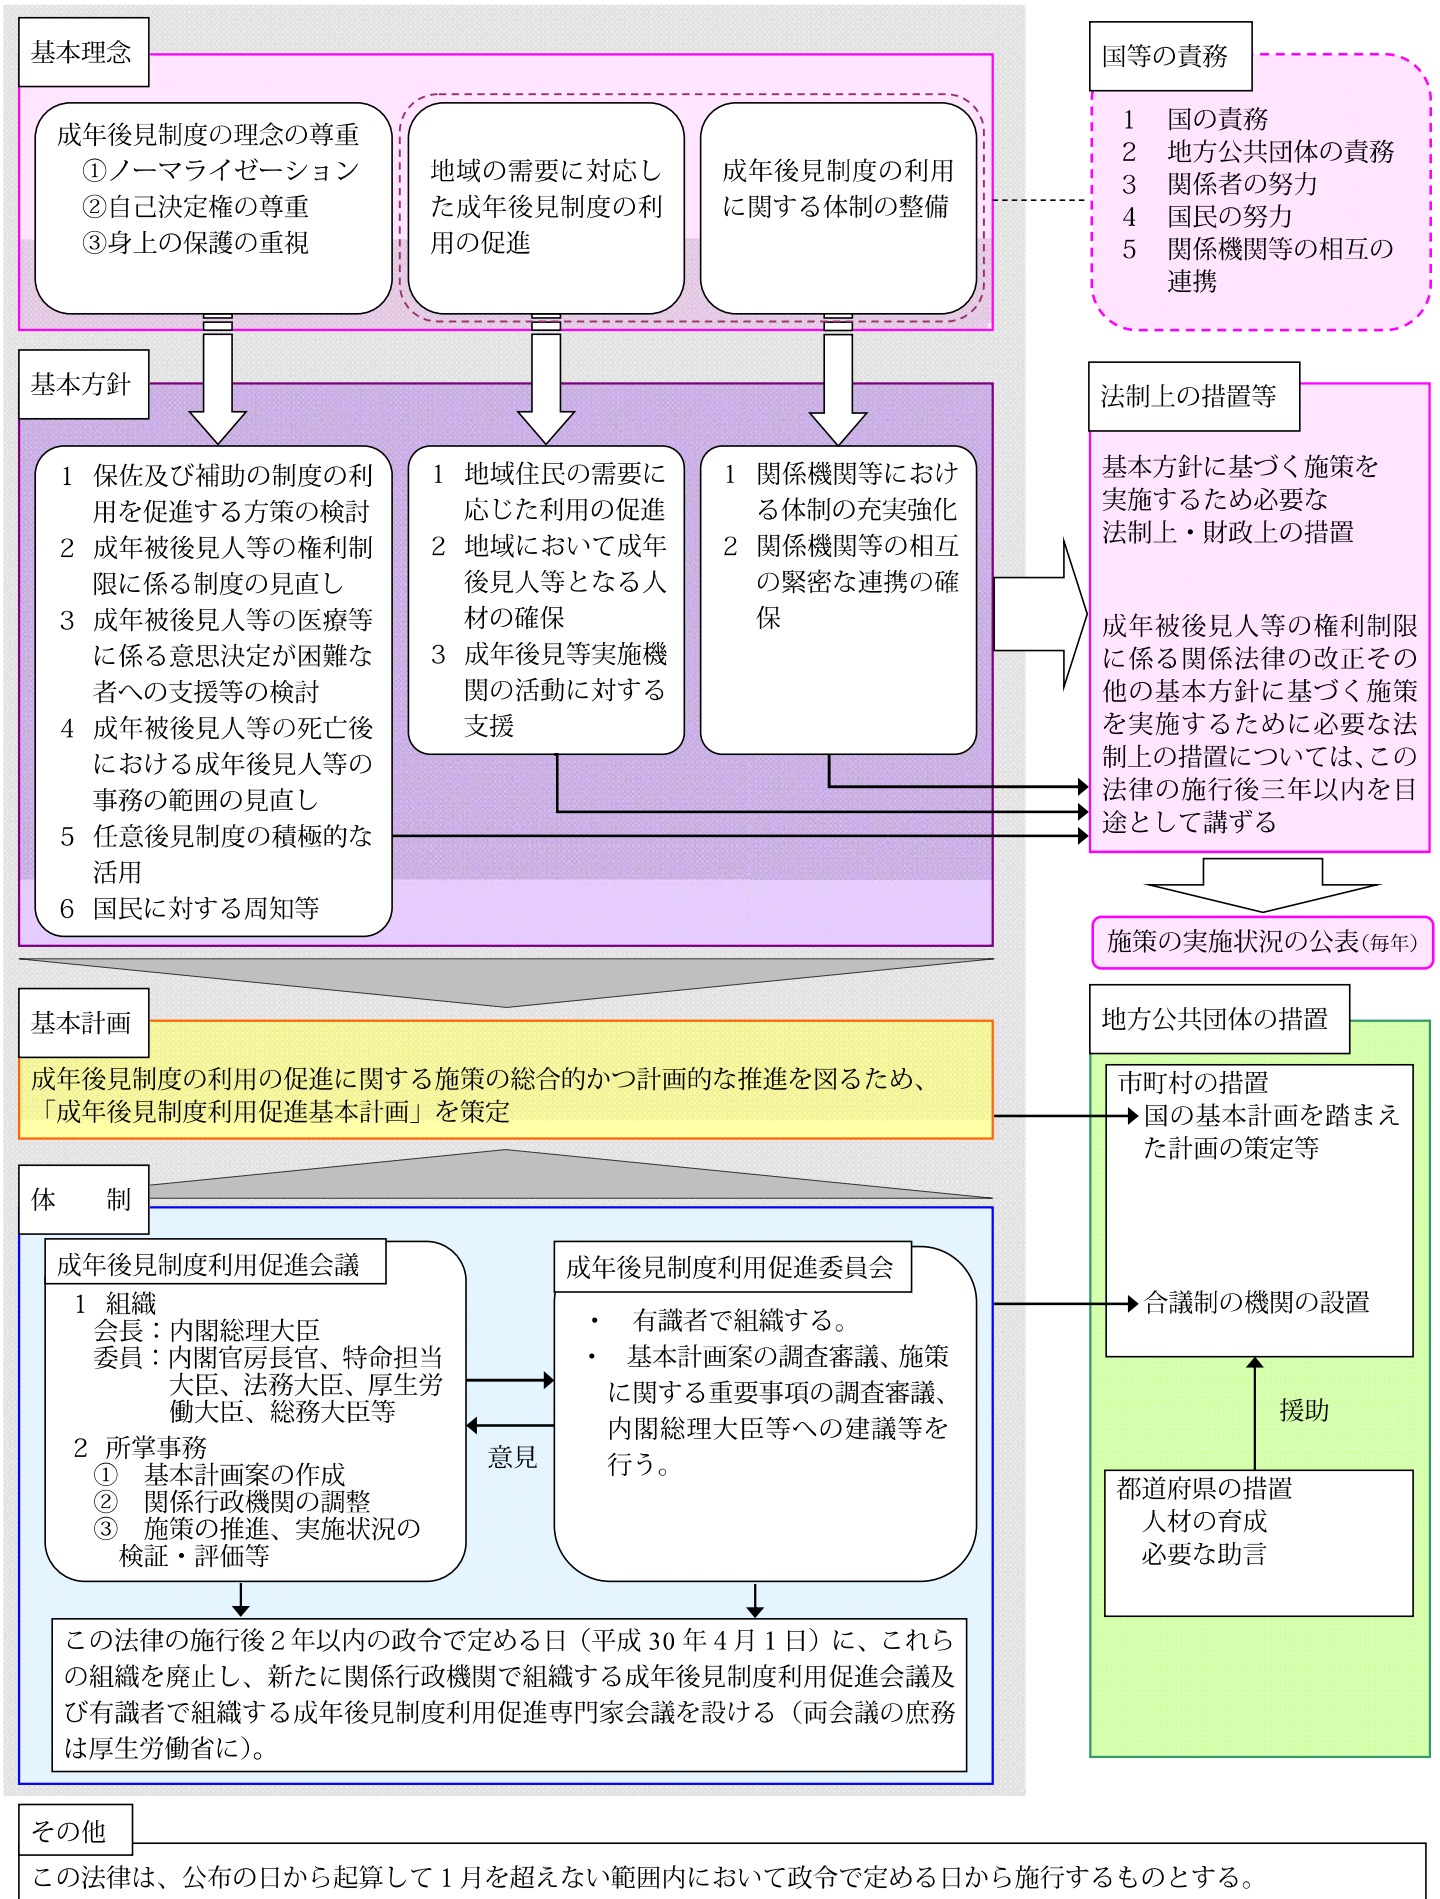 基本理念
成年後見制度の理念の尊重
①ノーマライゼーション
②自己決定権の尊重
③身上の保護の重視
地域の需要に対応し
た成年後見制度の利
用の促進
成年後見制度の利用
に関する体制の整備
国等の責務
1 国の責務
2 地方公共団体の責務
3 関係者の努力
4 国民の努力
5 関係機関等の相互の
連携
基本方針
1 保佐及び補助の制度の利
用を促進する方策の検討
2 成年被後見人等の権利制
限に係る制度の見直し
3 成年被後見人等の医療等
に係る意思決定が困難な
者への支援等の検討
4 成年被後見人等の死亡後
における成年後見人等の
事務の範囲の見直し
5 任意後見制度の積極的な
活用
6 国民に対する周知等
1 地域住民の需要に
応じた利用の促進
2 地域において成年
後見人等となる人
材の確保
3 成年後見等実施機
関の活動に対する
支援
1 関係機関等におけ
る体制の充実強化
2 関係機関等の相互
の緊密な連携の確
保
法制上の措置等
基本方針に基づく施策を
実施するため必要な
法制上・財政上の措置
成年被後見人等の権利制限
に係る関係法律の改正その
他の基本方針に基づく施策
を実施するために必要な法
制上の措置については、この
法律の施行後三年以内を目
途として講ずる
施策の実施状況の公表（毎年）
基本計画
成年後見制度の利用の促進に関する施策の総合的かつ計画的な推進を図るため、
「成年後見制度利用促進基本計画」を策定
地方公共団体の措置
市町村の措置
国の基本計画を踏まえ
た計画の策定等
合議制の機関の設置
援助
都道府県の措置
人材の育成
必要な助言
体　　制
成年後見制度利用促進会議
1 組織
会長：内閣総理大臣
委員：内閣官房長官、特命担当
大臣、法務大臣、厚生労
働大臣、総務大臣等
2 所掌事務
① 基本計画案の作成
② 関係行政機関の調整
③ 施策の推進、実施状況の
検証・評価等
意見
成年後見制度利用促進委員会
・ 有識者で組織する。
・ 基本計画案の調査審議、施策
に関する重要事項の調査審議、
内閣総理大臣等への建議等を
行う。
この法律の施行後２年以内の政令で定める日（平成 30 年 4 月 1 日）に、これら
の組織を廃止し、新たに関係行政機関で組織する成年後見制度利用促進会議及
び有識者で組織する成年後見制度利用促進専門家会議を設ける（両会議の庶務
は厚生労働省に）。
その他
この法律は、公布の日から起算して 1 月を超えない範囲内において政令で定める日から施行するものとする。